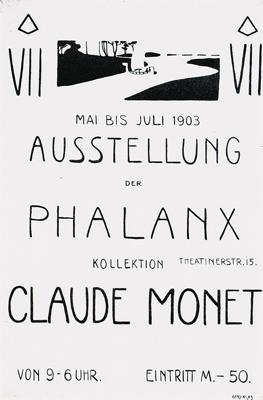 VII VII
MAI BIS JULI 1903
AUSSTELLUNG
DER
PHALANX
KOLLEKTION THEATINERSTR. 15.
CLAUDE MONET
VON 9-6 UHR. EINTRITT M.-50.